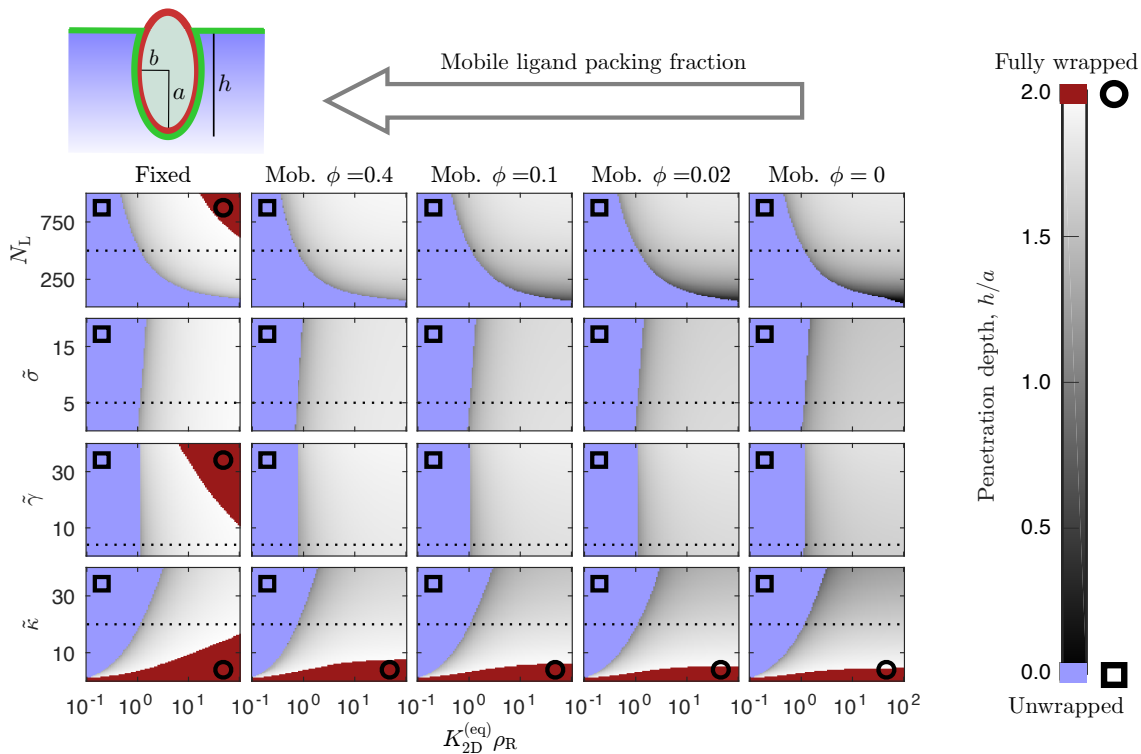 b
a
h
Mobile ligand packing fraction
Fully wrapped
2.0
1.5
1.0
0.5
0.0
Unwrapped
Penetration depth, h/a
Fixed
Mob. ϕ =0.4
Mob. ϕ =0.1
Mob. ϕ =0.02
Mob. ϕ = 0
N_L
750
250
σ̃
15
5
γ̃
30
10
κ̃
30
10
10^-1 10^0 10^1
10^-1 10^0 10^1
10^-1 10^0 10^1
10^-1 10^0 10^1
10^-1 10^0 10^1 10^2
K_2D^(eq) ρ_R